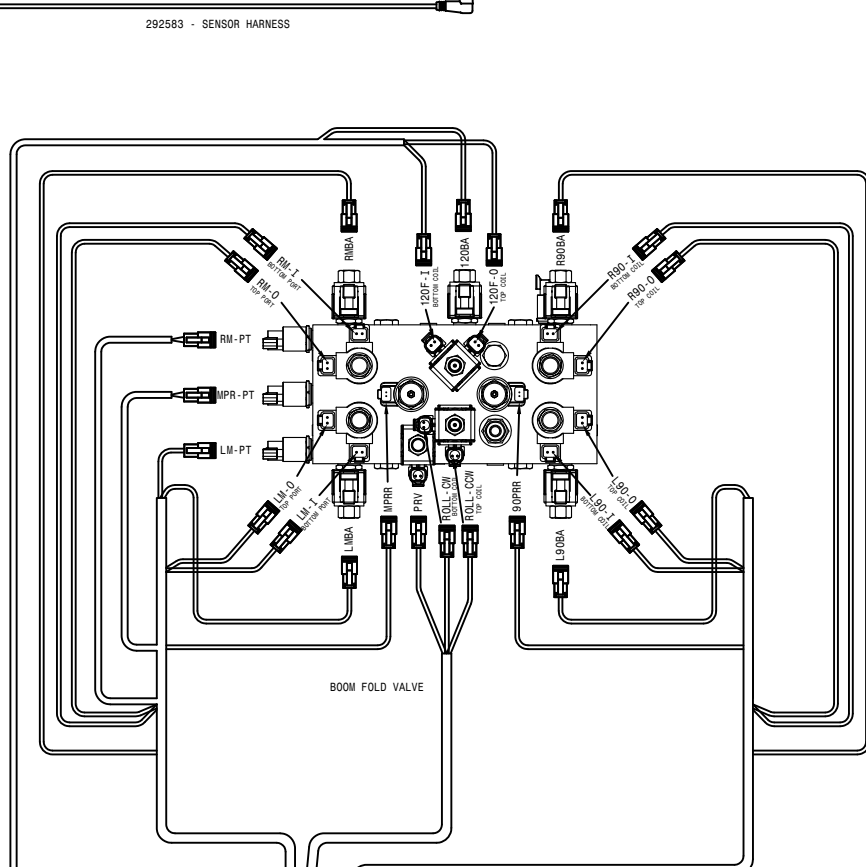 292583 - SENSOR HARNESS
RMBA
RM-I
BOTTOM PORT
RM-O
TOP PORT
120F-I
BOTTOM COIL
120BA
120F-O
TOP COIL
R90BA
R90-I
BOTTOM COIL
R90-O
TOP COIL
RM-PT
MPR-PT
LM-PT
LM-O
TOP PORT
LM-I
BOTTOM PORT
LMBA
MPRR
PRV
ROLL-CW
BOTTOM COIL
ROLL-CCW
TOP COIL
90PRR
L90BA
L90-I
BOTTOM COIL
L90-O
TOP COIL
BOOM FOLD VALVE